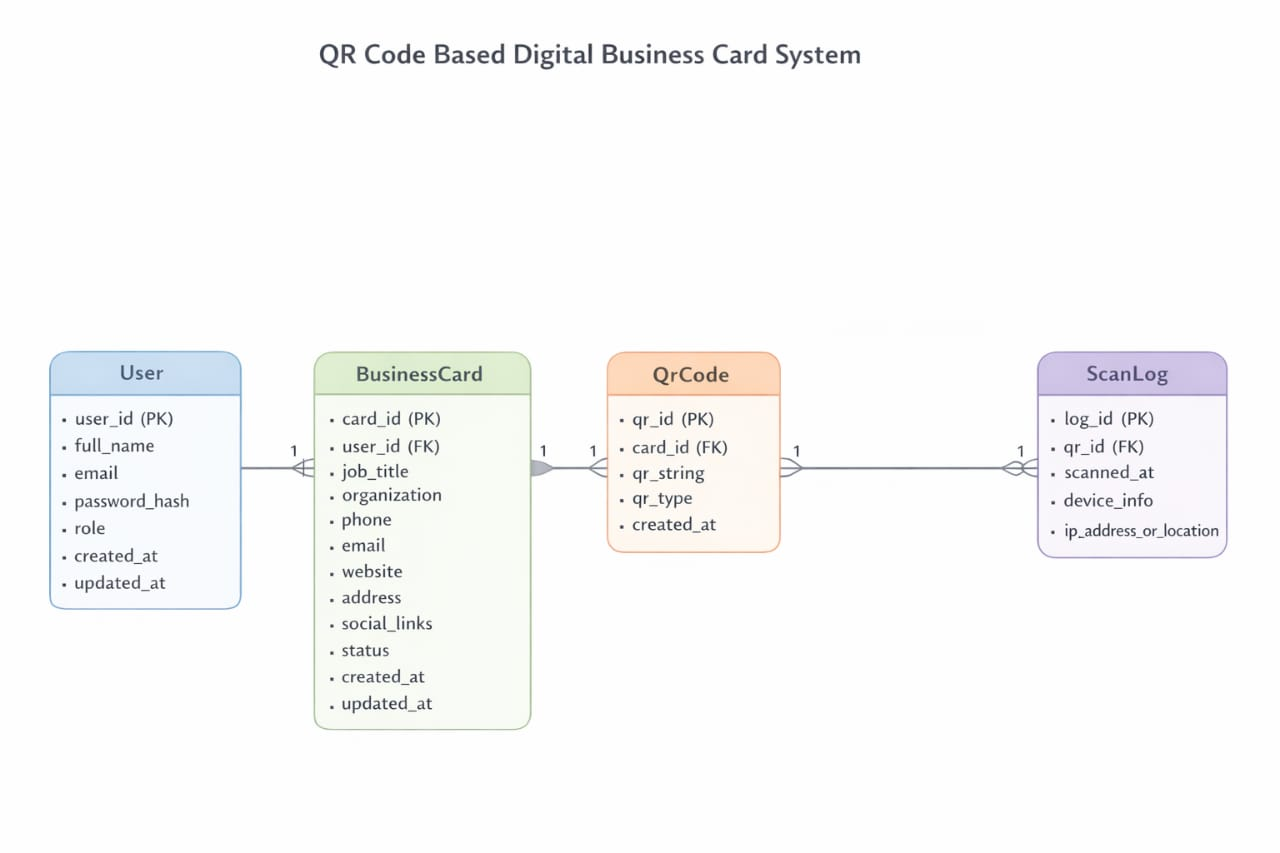 QR Code Based Digital Business Card System
User
• user_id (PK)
• full_name
• email
• password_hash
• role
• created_at
• updated_at
1
BusinessCard
• card_id (PK)
• user_id (FK)
• job_title
• organization
• phone
• email
• website
• address
• social_links
• status
• created_at
• updated_at
1
1
QrCode
• qr_id (PK)
• card_id (FK)
• qr_string
• qr_type
• created_at
1
1
ScanLog
• log_id (PK)
• qr_id (FK)
• scanned_at
• device_info
• ip_address_or_location